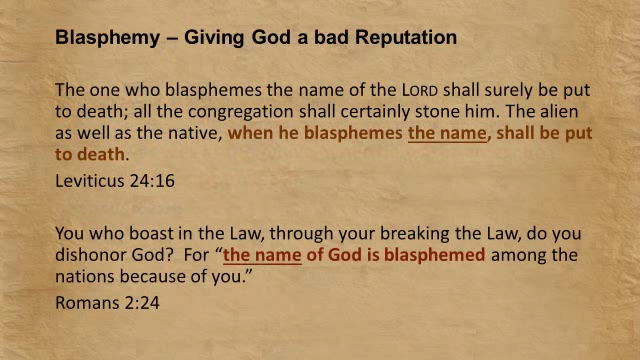 Blasphemy – Giving God a bad Reputation
The one who blasphemes the name of the LORD shall surely be put
to death; all the congregation shall certainly stone him. The alien
as well as the native, when he blasphemes the name, shall be put
to death.
Leviticus 24:16
You who boast in the Law, through your breaking the Law, do you
dishonor God?  For “the name of God is blasphemed among the
nations because of you.”
Romans 2:24